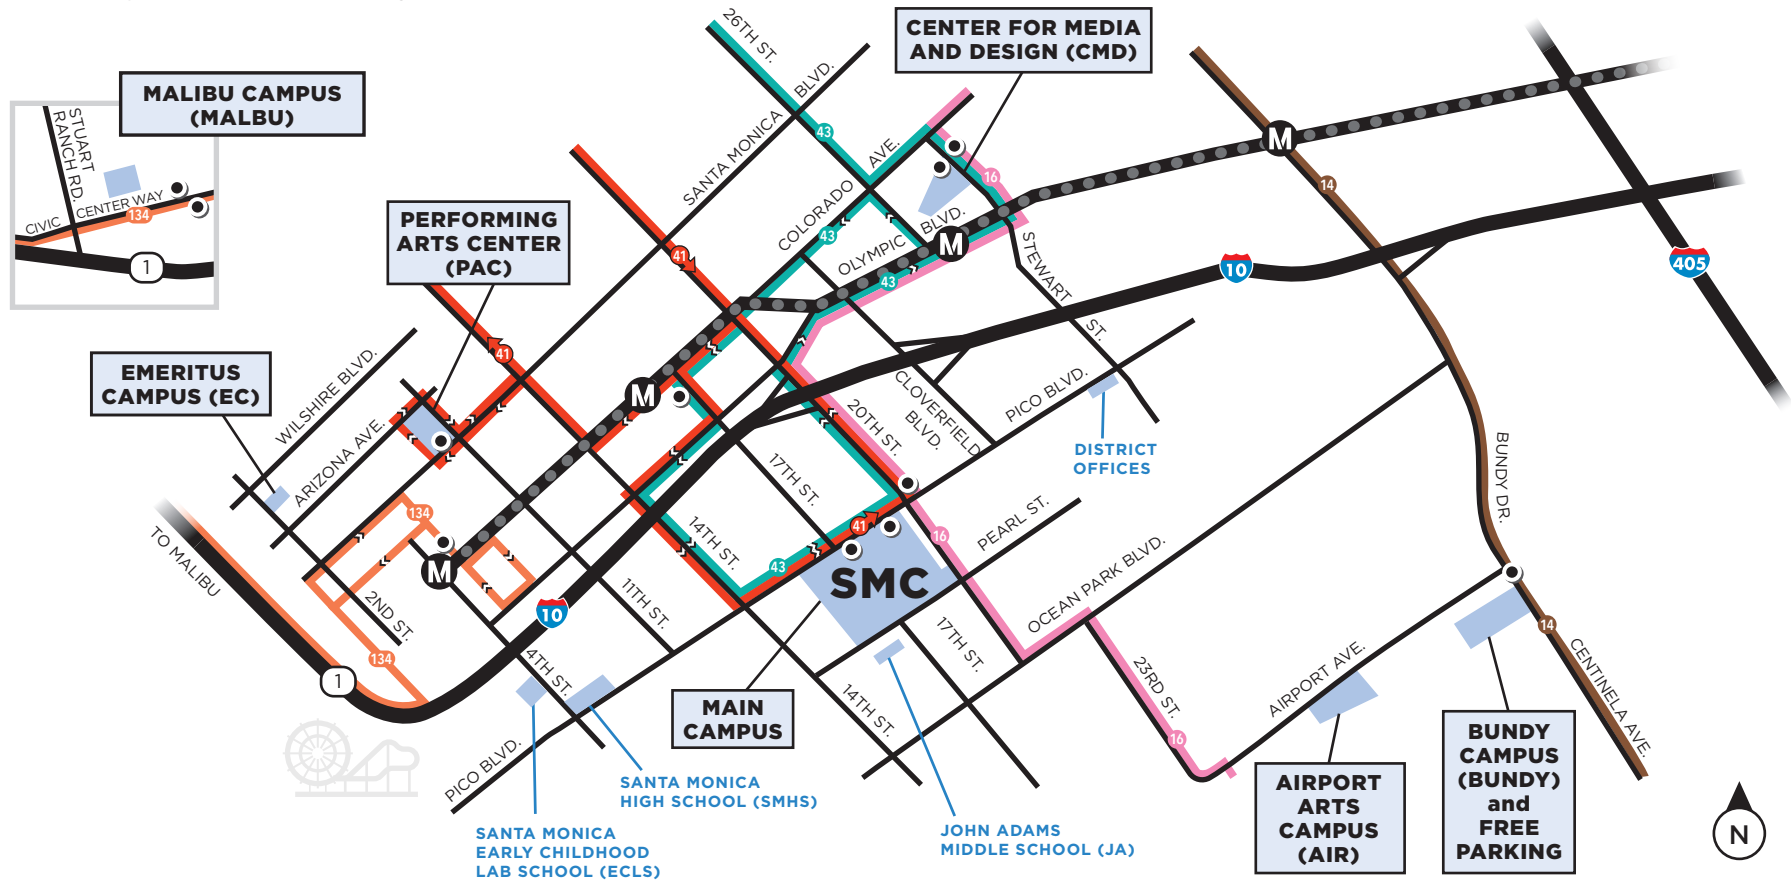 26TH ST.
SANTA MONICA BLVD.
CENTER FOR MEDIA
AND DESIGN (CMD)
MALIBU CAMPUS
(MALBU)
STUART
RANCH RD.
CIVIC CENTER WAY
134
1
PERFORMING
ARTS CENTER
(PAC)
43
COLORADO AVE.
16
M
14
43
OLYMPIC BLVD.
M
43
STEWART ST.
10
405
41
41
EMERITUS
CAMPUS (EC)
WILSHIRE BLVD.
ARIZONA AVE.
M
CLOVERFIELD
BLVD.
PICO BLVD.
20TH ST.
DISTRICT
OFFICES
17TH ST.
BUNDY DR.
134
TO MALIBU
M
2ND ST.
14TH ST.
41
43
16
PEARL ST.
SMC
OCEAN PARK BLVD.
10
11TH ST.
134
1
4TH ST.
17TH ST.
14TH ST.
23RD ST.
16
AIRPORT AVE.
14
CENTINELA AVE.
MAIN
CAMPUS
PICO BLVD.
SANTA MONICA
HIGH SCHOOL (SMHS)
SANTA MONICA
EARLY CHILDHOOD
LAB SCHOOL (ECLS)
JOHN ADAMS
MIDDLE SCHOOL (JA)
AIRPORT
ARTS
CAMPUS
(AIR)
BUNDY
CAMPUS
(BUNDY)
and
FREE
PARKING
N